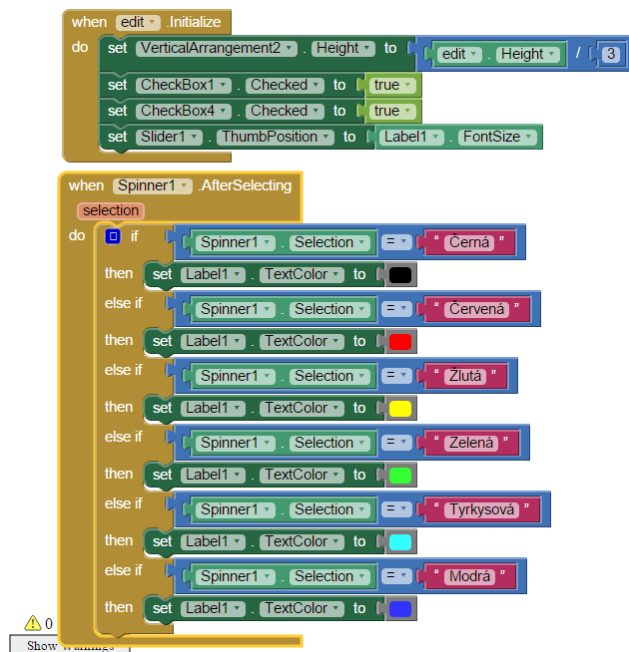 when edit .Initialize
do set VerticalArrangement2 . Height to edit . Height / 3
set CheckBox1 . Checked to true
set CheckBox4 . Checked to true
set Slider1 . ThumbPosition to Label1 . FontSize
when Spinner1 .AfterSelecting
selection
do if Spinner1 . Selection = " Černá "
then set Label1 . TextColor to
else if Spinner1 . Selection = " Červená "
then set Label1 . TextColor to
else if Spinner1 . Selection = " Žlutá "
then set Label1 . TextColor to
else if Spinner1 . Selection = " Zelená "
then set Label1 . TextColor to
else if Spinner1 . Selection = " Tyrkysová "
then set Label1 . TextColor to
else if Spinner1 . Selection = " Modrá "
then set Label1 . TextColor to
0
Show Warnings